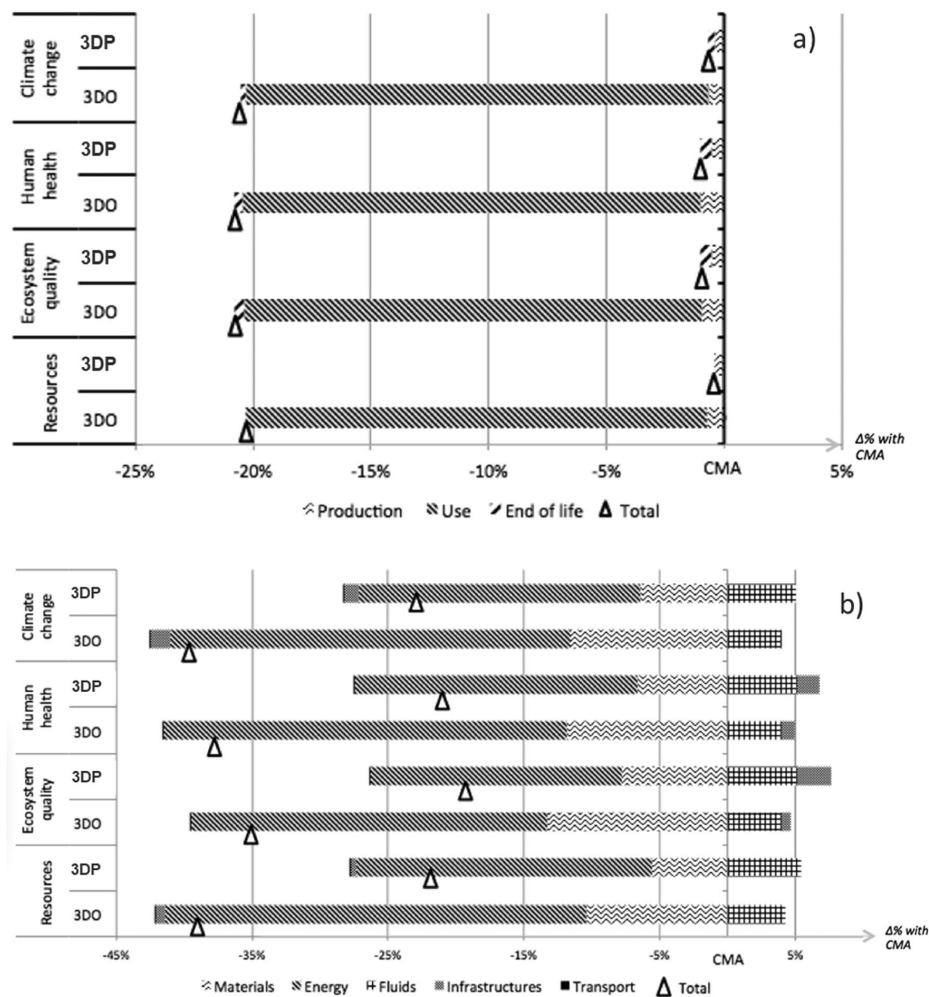 a)
Climate
change
3DP
3DO
Human
health
3DP
3DO
Ecosystem
quality
3DP
3DO
Resources
3DP
3DO
-25% -20% -15% -10% -5% CMA 5%
Δ% with
CMA
Production Use End of life Total
b)
Climate
change
3DP
3DO
Human
health
3DP
3DO
Ecosystem
quality
3DP
3DO
Resources
3DP
3DO
-45% -35% -25% -15% -5% CMA 5%
Δ% with
CMA
Materials Energy Fluids Infrastructures Transport Total